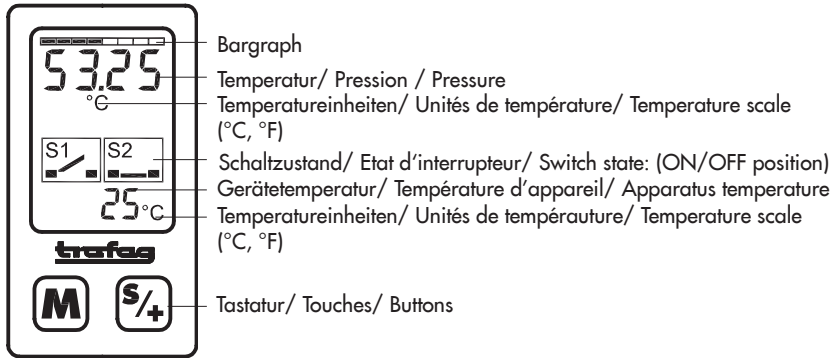 Bargraph
53.25
Temperatur/ Pression / Pressure
°C
Temperatureinheiten/ Unités de température/ Temperature scale
(°C, °F)
S1 S2
Schaltzustand/ Etat d‘interrupteur/ Switch state: (ON/OFF position)
Gerätetemperatur/ Température d’appareil/ Apparatus temperature
25°C
Temperatureinheiten/ Unités de tempérauture/ Temperature scale
(°C, °F)
trafag
M S/+
Tastatur/ Touches/ Buttons